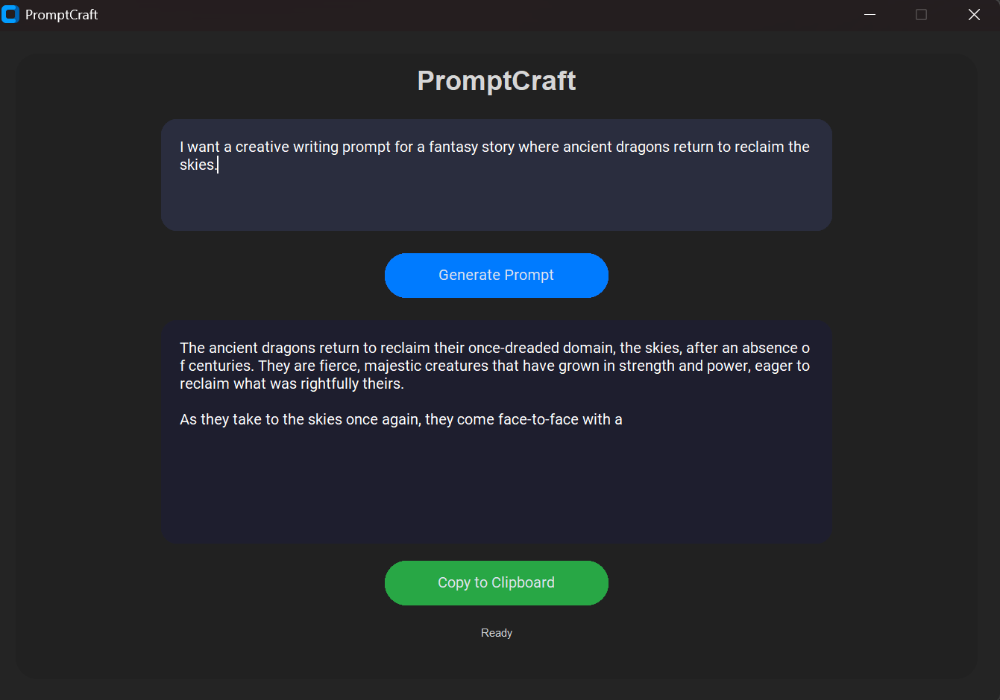 PromptCraft
PromptCraft
I want a creative writing prompt for a fantasy story where ancient dragons return to reclaim the
skies.
Generate Prompt
The ancient dragons return to reclaim their once-dreaded domain, the skies, after an absence o
f centuries. They are fierce, majestic creatures that have grown in strength and power, eager to
reclaim what was rightfully theirs.
As they take to the skies once again, they come face-to-face with a
Copy to Clipboard
Ready